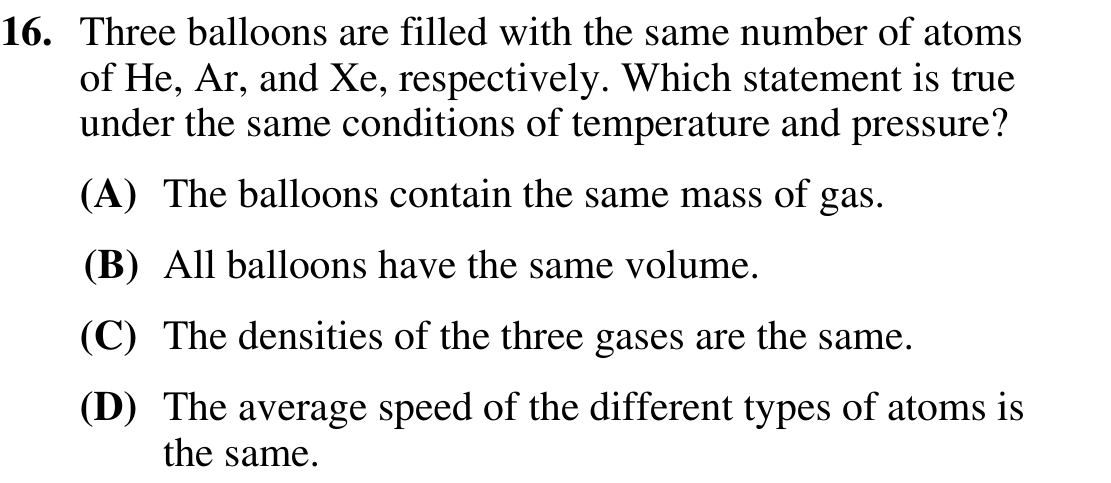 16. Three balloons are filled with the same number of atoms
of He, Ar, and Xe, respectively. Which statement is true
under the same conditions of temperature and pressure?
(A) The balloons contain the same mass of gas.
(B) All balloons have the same volume.
(C) The densities of the three gases are the same.
(D) The average speed of the different types of atoms is
the same.